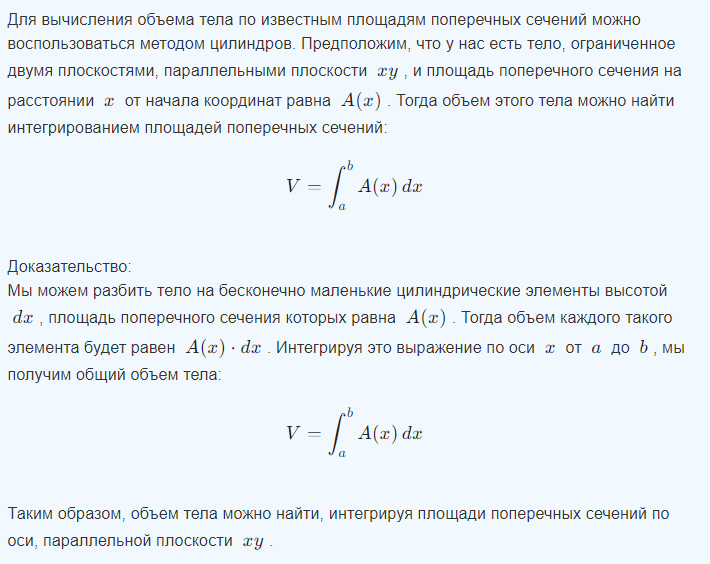 Для вычисления объема тела по известным площадям поперечных сечений можно
воспользоваться методом цилиндров. Предположим, что у нас есть тело, ограниченное
двумя плоскостями, параллельными плоскости xy , и площадь поперечного сечения на
расстоянии x от начала координат равна A(x) . Тогда объем этого тела можно найти
интегрированием площадей поперечных сечений:
V = ∫_a^b A(x) dx
Доказательство:
Мы можем разбить тело на бесконечно маленькие цилиндрические элементы высотой
dx , площадь поперечного сечения которых равна A(x) . Тогда объем каждого такого
элемента будет равен A(x) · dx . Интегрируя это выражение по оси x от a до b , мы
получим общий объем тела:
V = ∫_a^b A(x) dx
Таким образом, объем тела можно найти, интегрируя площади поперечных сечений по
оси, параллельной плоскости xy .